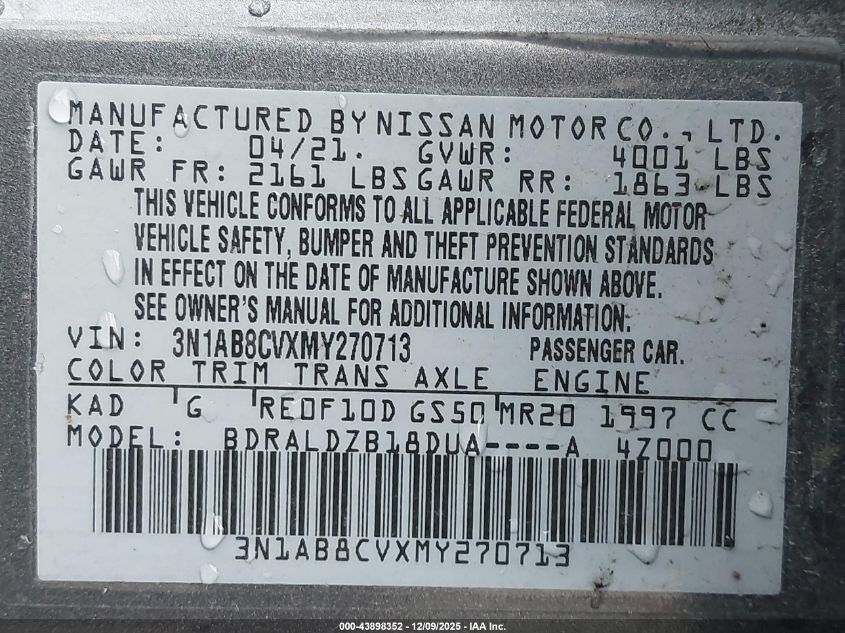 MANUFACTURED BY NISSAN MOTOR CO., LTD.
DATE: 04/21. GVWR: 4001 LBS
GAWR FR: 2161 LBS GAWR RR: 1863 LBS
THIS VEHICLE CONFORMS TO ALL APPLICABLE FEDERAL MOTOR
VEHICLE SAFETY, BUMPER AND THEFT PREVENTION STANDARDS
IN EFFECT ON THE DATE OF MANUFACTURE SHOWN ABOVE.
SEE OWNER'S MANUAL FOR ADDITIONAL INFORMATION.
VIN: 3N1AB8CVXMY270713 PASSENGER CAR.
COLOR TRIM TRANS AXLE ENGINE
KAD G RE0F10D GS50 MR20 1997 CC
MODEL: BDRALDZB18DUA----A 4Z000
3N1AB8CVXMY270713
000-43898352 - 12/09/2025 - IAA Inc.